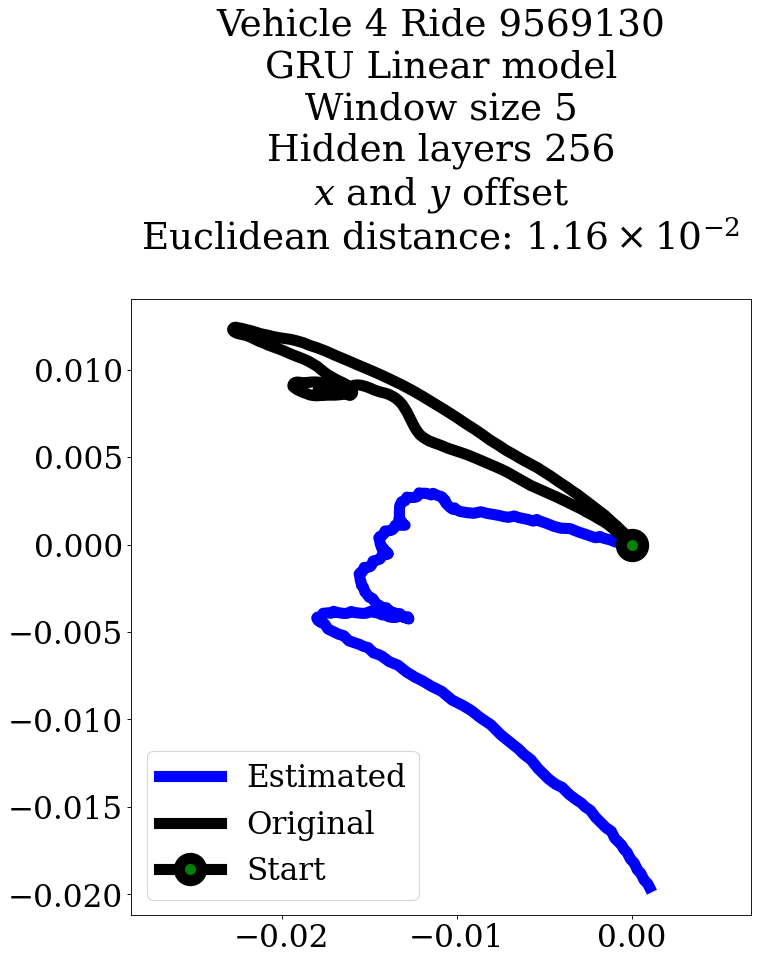 Vehicle 4 Ride 9569130
GRU Linear model
Window size 5
Hidden layers 256
x and y offset
Euclidean distance: 1.16 × 10⁻²
0.010
0.005
0.000
−0.005
−0.010
−0.015
−0.020
Estimated
Original
Start
−0.02 −0.01 0.00